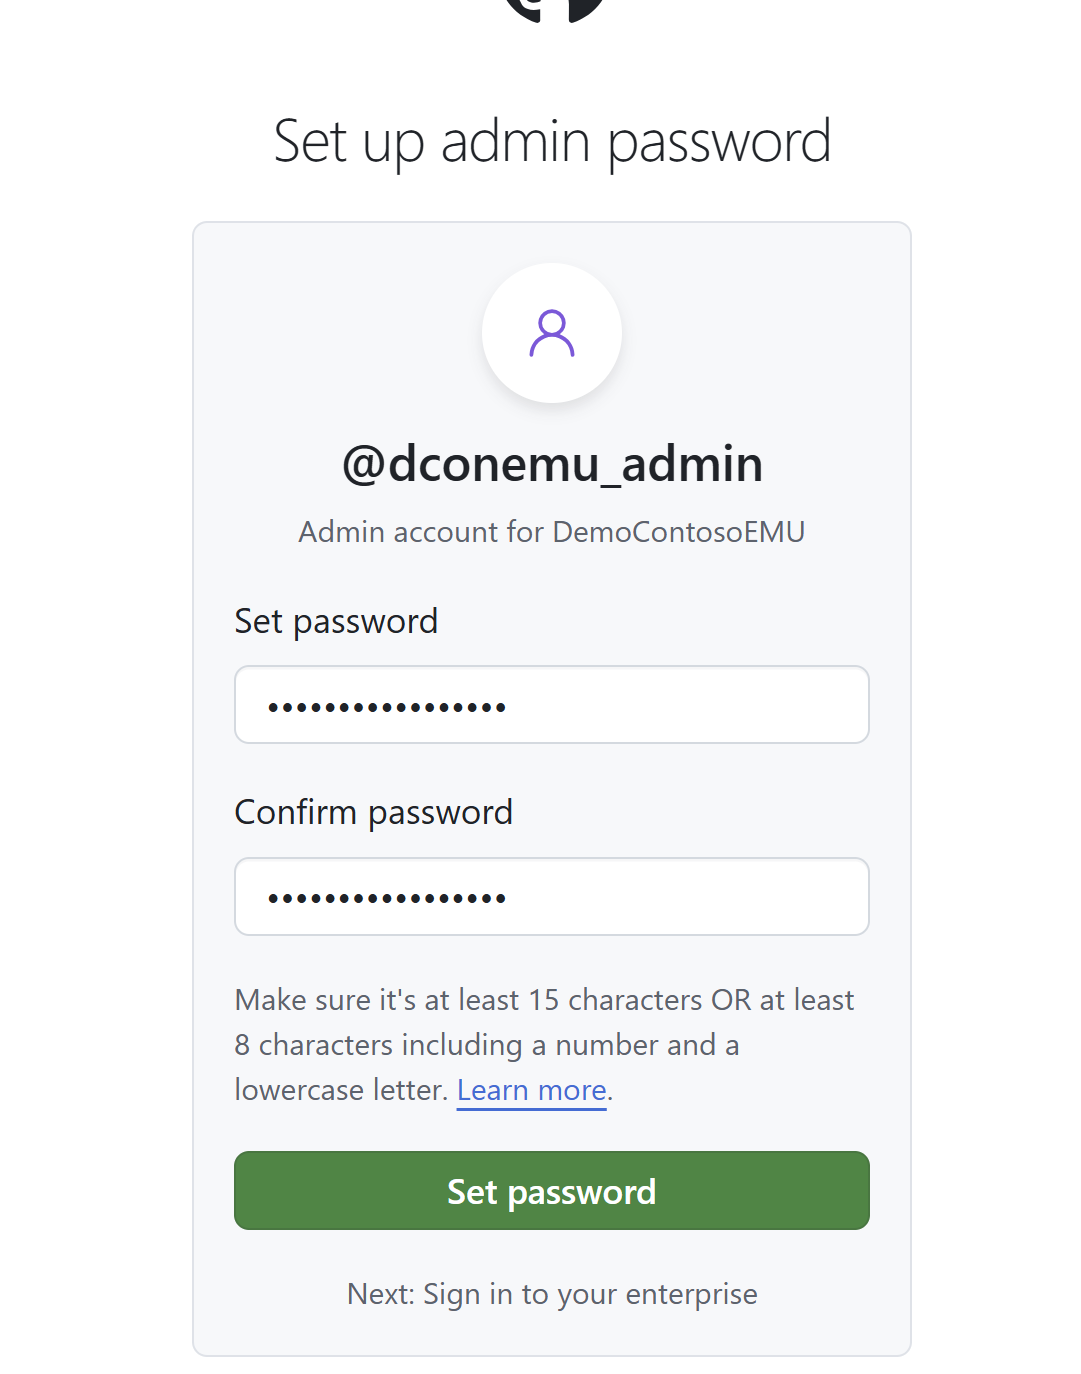 Set up admin password
@dconemu_admin
Admin account for DemoContosoEMU
Set password
•••••••••••••••••
Confirm password
•••••••••••••••••
Make sure it's at least 15 characters OR at least
8 characters including a number and a
lowercase letter. Learn more.
Set password
Next: Sign in to your enterprise